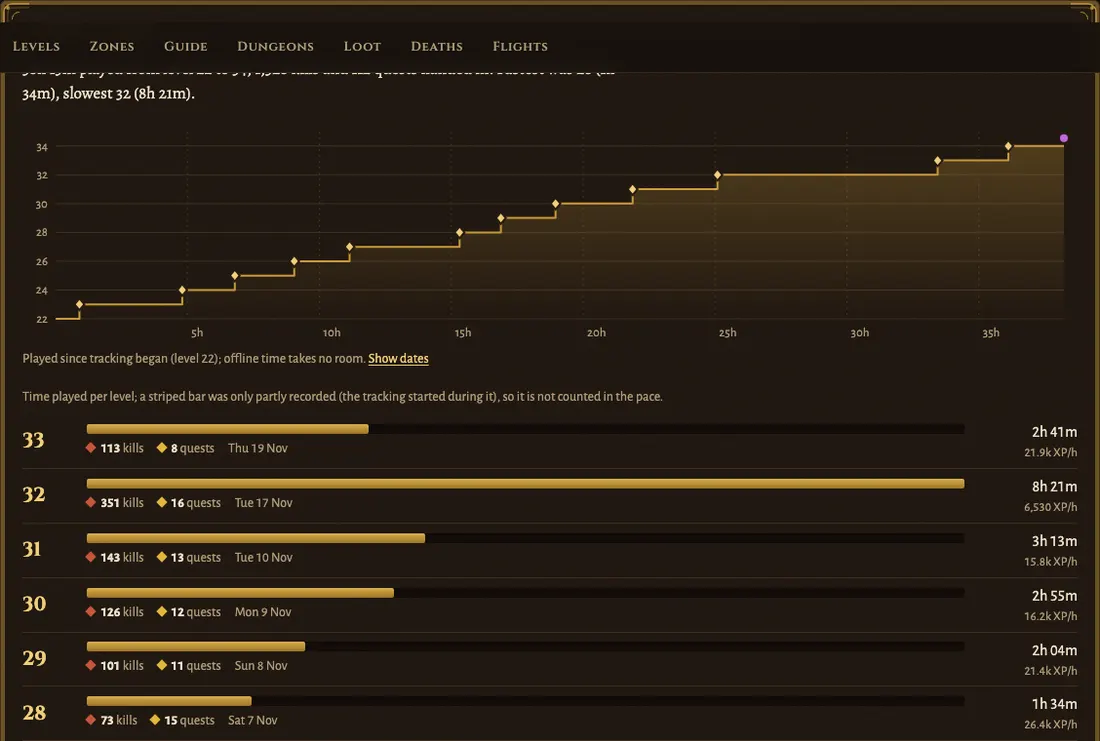 LEVELS ZONES GUIDE DUNGEONS LOOT DEATHS FLIGHTS
34m), slowest 32 (8h 21m).
34
32
30
28
26
24
22
5h 10h 15h 20h 25h 30h 35h
Played since tracking began (level 22); offline time takes no room. Show dates
Time played per level; a striped bar was only partly recorded (the tracking started during it), so it is not counted in the pace.
33 2h 41m
113 kills 8 quests Thu 19 Nov 21.9k XP/h
32 8h 21m
351 kills 16 quests Tue 17 Nov 6,530 XP/h
31 3h 13m
143 kills 13 quests Tue 10 Nov 15.8k XP/h
30 2h 55m
126 kills 12 quests Mon 9 Nov 16.2k XP/h
29 2h 04m
101 kills 11 quests Sun 8 Nov 21.4k XP/h
28 1h 34m
73 kills 15 quests Sat 7 Nov 26.4k XP/h